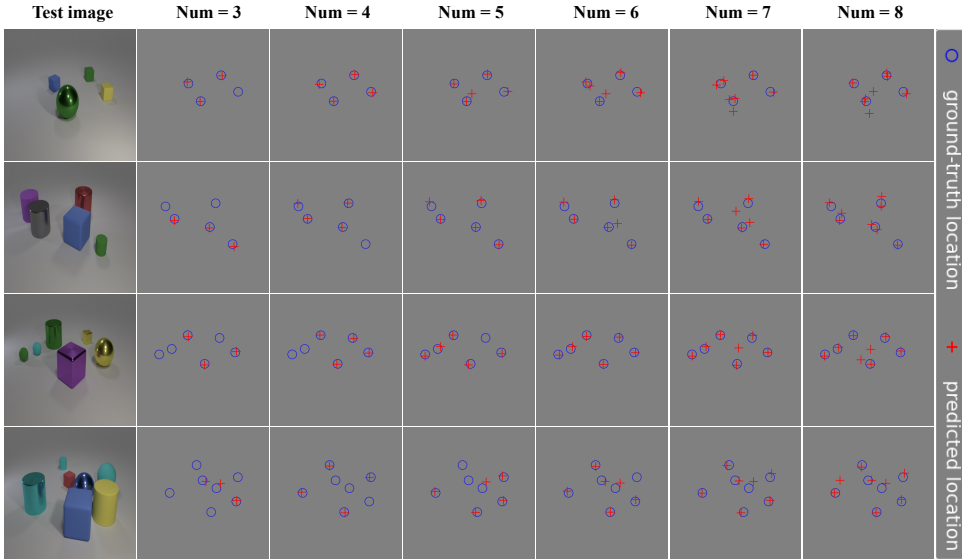 Test image Num = 3 Num = 4 Num = 5 Num = 6 Num = 7 Num = 8
ground-truth location
predicted location